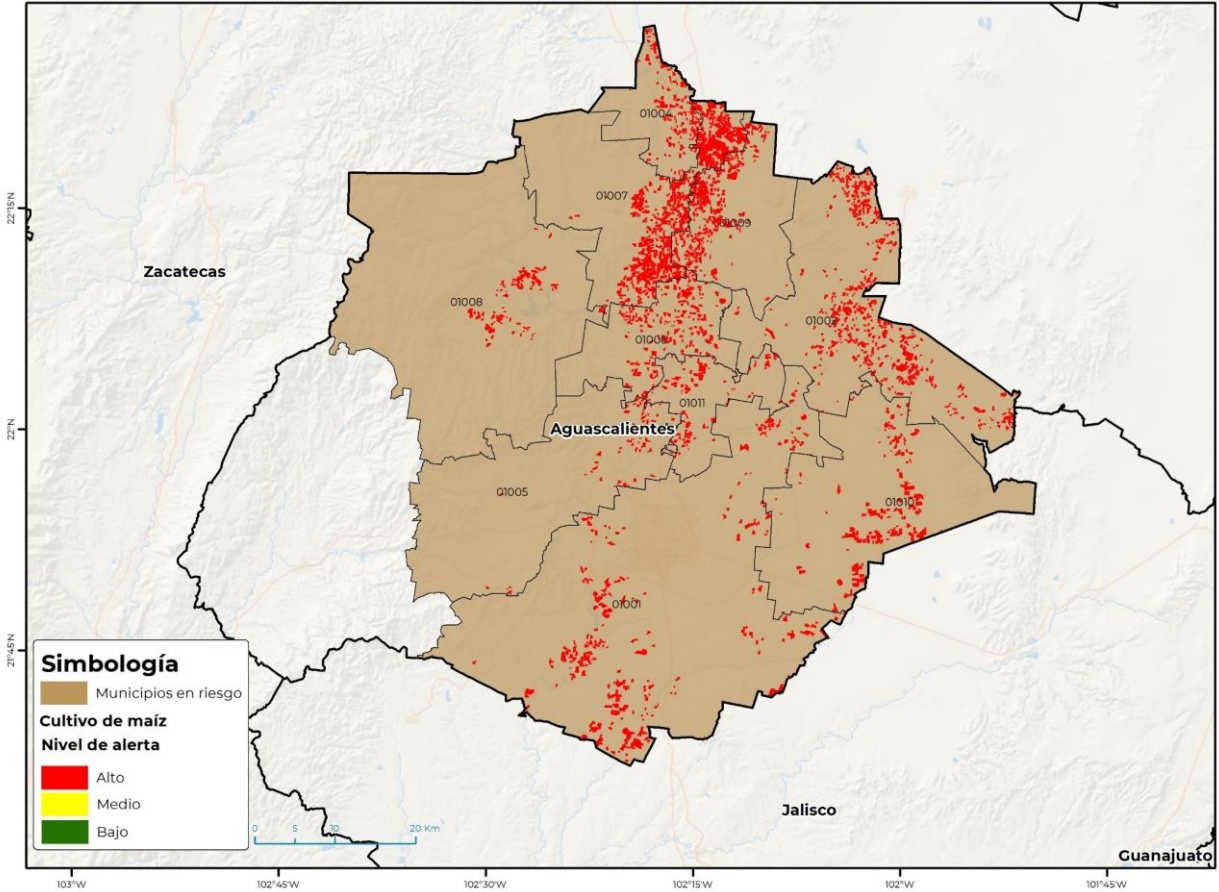 01004
22°15'N
01007
01009
Zacatecas
01008
01002
01006
01011
22°N
Aguascalientes
01005
01010
01001
21°45'N
Simbología
Municipios en riesgo
Cultivo de maíz
Nivel de alerta
Alto
Medio
Bajo
0 5 10 20 Km
Jalisco
Guanajuato
103°W 102°45'W 102°30'W 102°15'W 102°W 101°45'W